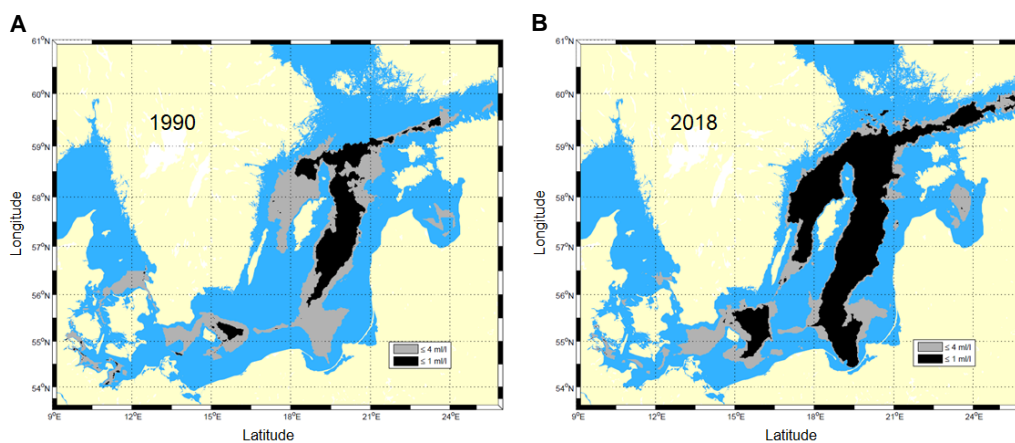 A
61°N
60°N
59°N
58°N
57°N
56°N
55°N
54°N
Longitude
1990
≤ 4 ml/l
≤ 1 ml/l
9°E
12°E
15°E
18°E
21°E
24°E
Latitude
B
61°N
60°N
59°N
58°N
57°N
56°N
55°N
54°N
Longitude
2018
≤ 4 ml/l
≤ 1 ml/l
9°E
12°E
15°E
18°E
21°E
24°E
Latitude